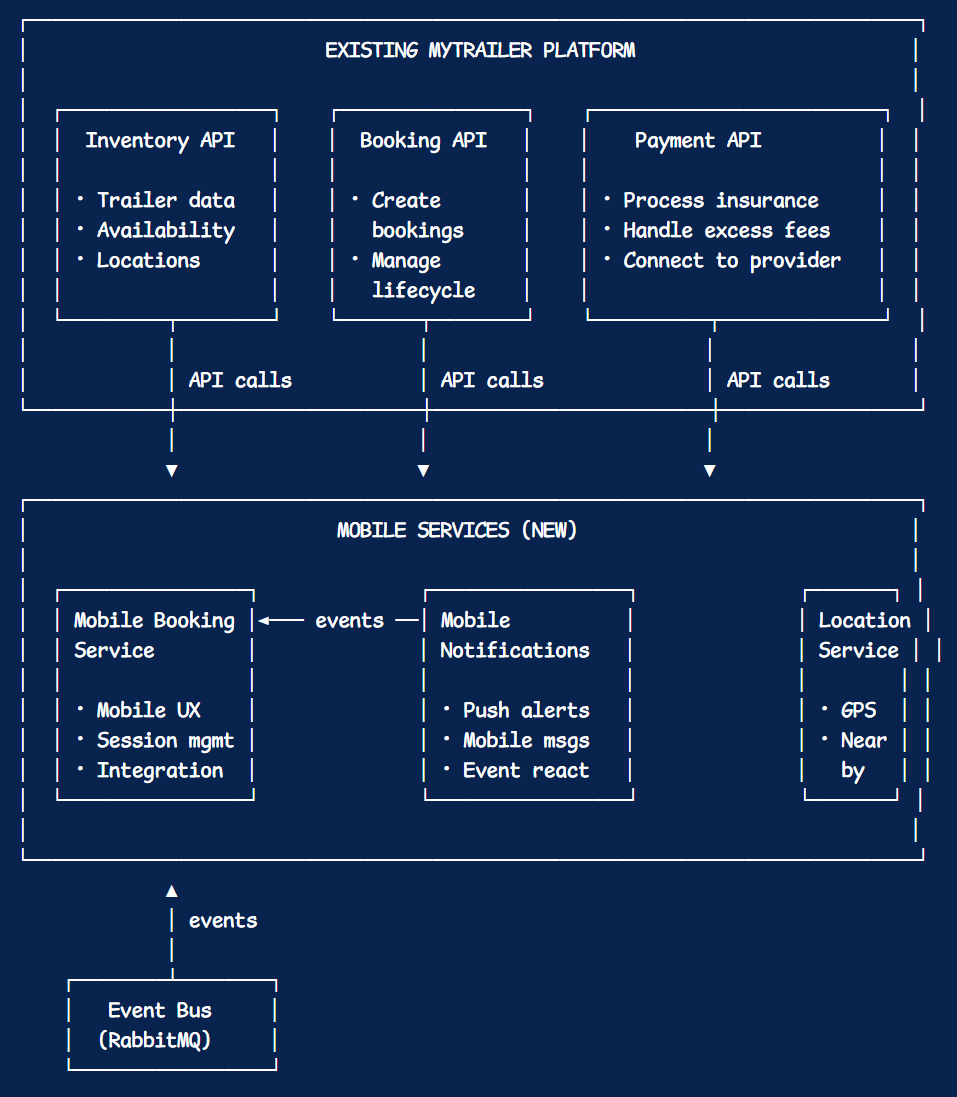 EXISTING MYTRAILER PLATFORM
Inventory API
• Trailer data
• Availability
• Locations
Booking API
• Create
bookings
• Manage
lifecycle
Payment API
• Process insurance
• Handle excess fees
• Connect to provider
API calls
API calls
API calls
MOBILE SERVICES (NEW)
Mobile Booking
Service
• Mobile UX
• Session mgmt
• Integration
events
Mobile
Notifications
• Push alerts
• Mobile msgs
• Event react
Location
Service
• GPS
• Near
by
events
Event Bus
(RabbitMQ)